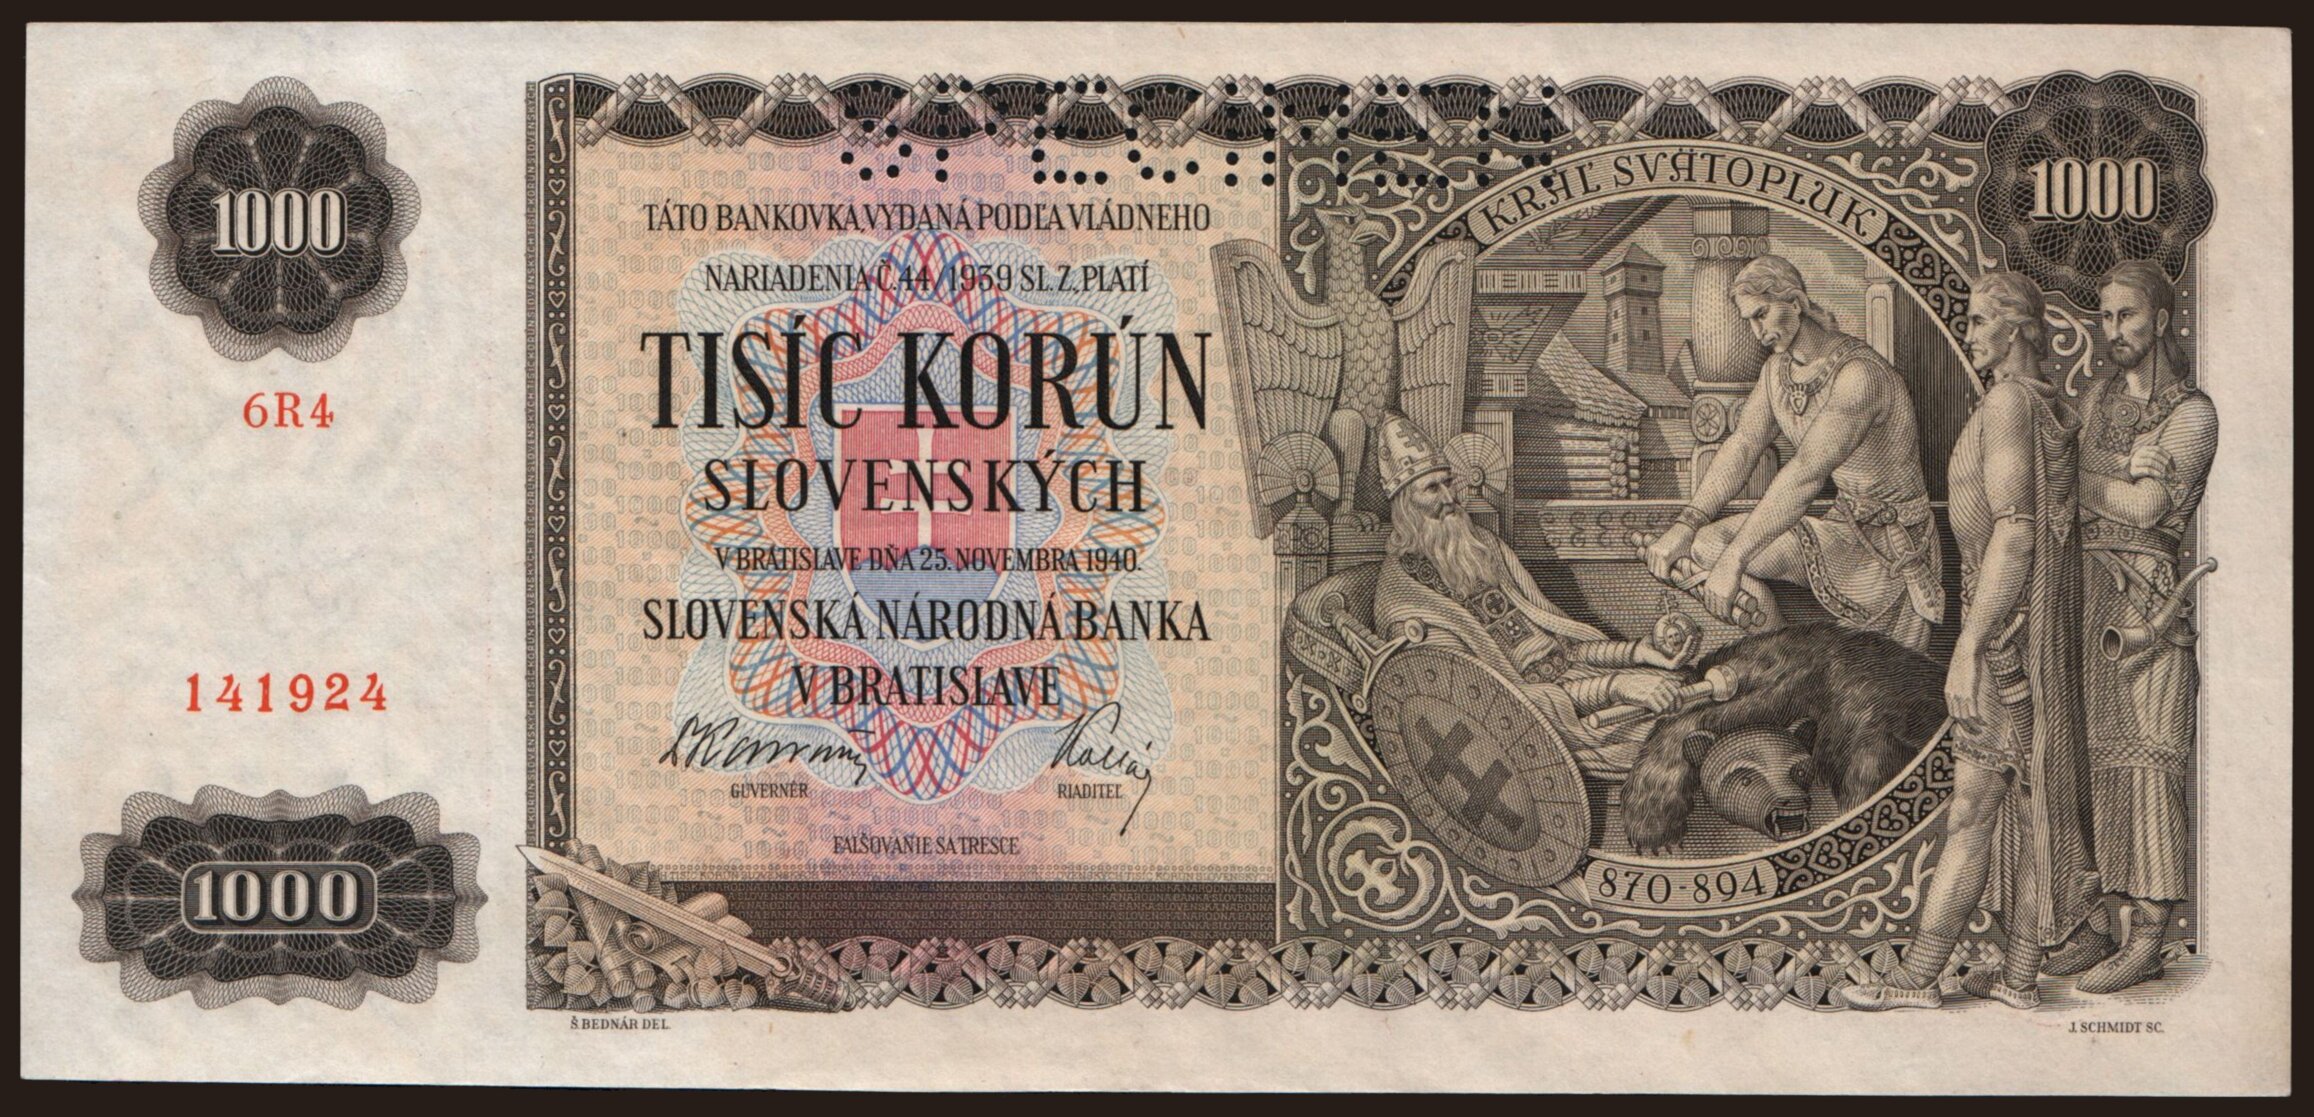 SPECIMEN
KRÁĽ SVÄTOPLUK
1000
1000
TÁTO BANKOVKA, VYDANÁ PODĽA VLÁDNEHO
NARIADENIA Č. 44/1939 SL. Z. PLATÍ
TISÍC KORÚN
SLOVENSKÝCH
6R4
V BRATISLAVE DŇA 25. NOVEMBRA 1940.
SLOVENSKÁ NÁRODNÁ BANKA
V BRATISLAVE
141924
GUVERNÉR
RIADITEĽ
FALŠOVANIE SA TRESCE
1000
870-894
Š. BEDNÁR DEL.
J. SCHMIDT SC.